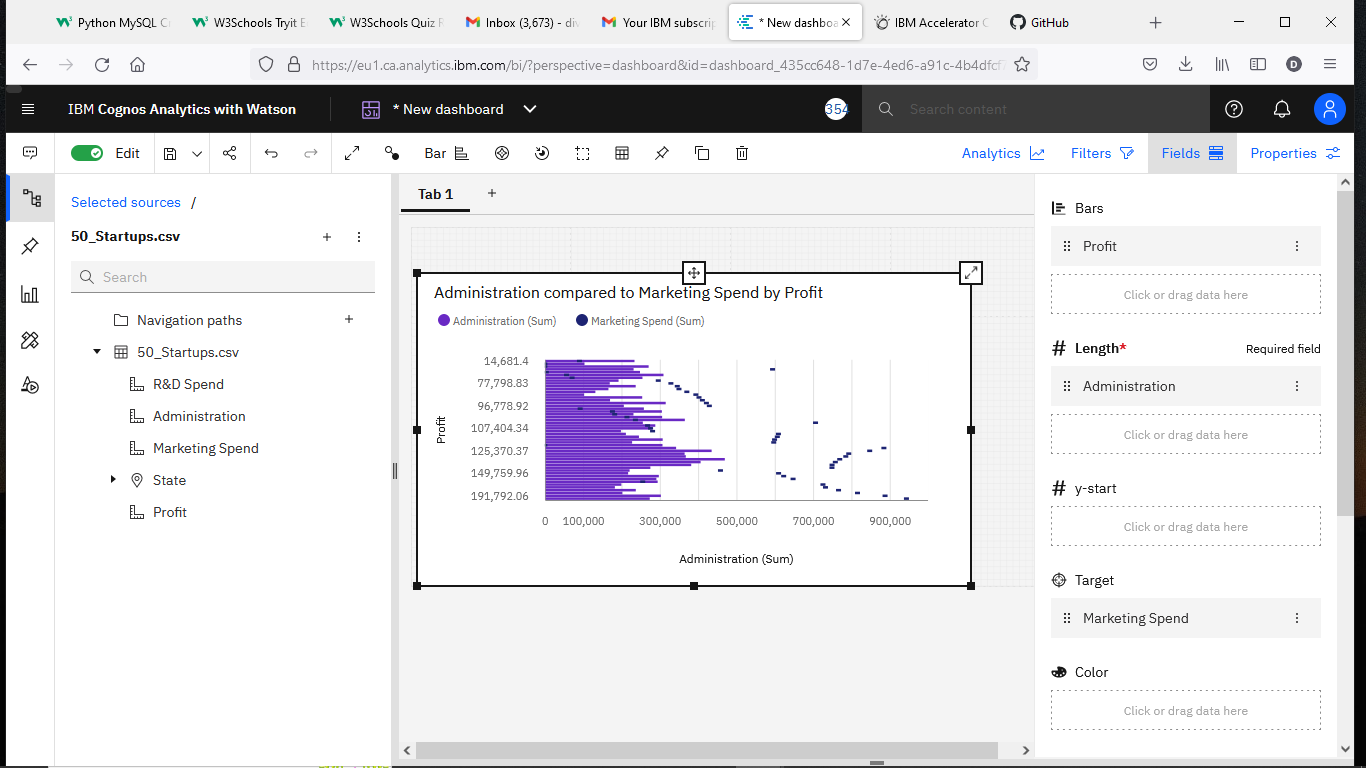 Python MySQL C
W3Schools Tryit E
W3Schools Quiz R
Inbox (3,673) - div
Your IBM subscrip
* New dashboa
IBM Accelerator C
GitHub
https://eu1.ca.analytics.ibm.com/bi/?perspective=dashboard&id=dashboard_435cc648-1d7e-4ed6-a91c-4b4dfcf7
D
IBM Cognos Analytics with Watson
* New dashboard
354
Search content
Edit
Bar
Analytics
Filters
Fields
Properties
Selected sources /
50_Startups.csv
Search
Navigation paths
50_Startups.csv
R&D Spend
Administration
Marketing Spend
State
Profit
Tab 1
Administration compared to Marketing Spend by Profit
Administration (Sum)
Marketing Spend (Sum)
Profit
14,681.4
77,798.83
96,778.92
107,404.34
125,370.37
149,759.96
191,792.06
0 100,000 300,000 500,000 700,000 900,000
Administration (Sum)
Bars
Profit
Click or drag data here
# Length* Required field
Administration
Click or drag data here
# y-start
Click or drag data here
Target
Marketing Spend
Color
Click or drag data here